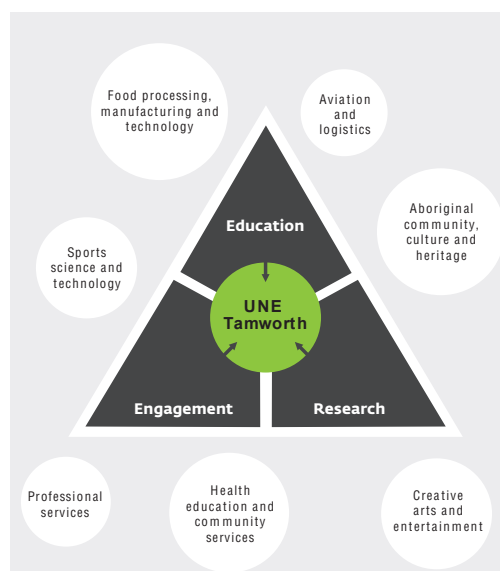 Food processing,
manufacturing and
technology
Aviation
and
logistics
Aboriginal
community,
culture and
heritage
Education
Sports
science and
technology
UNE
Tamworth
Engagement
Research
Professional
services
Health
education and
community
services
Creative
arts and
entertainment